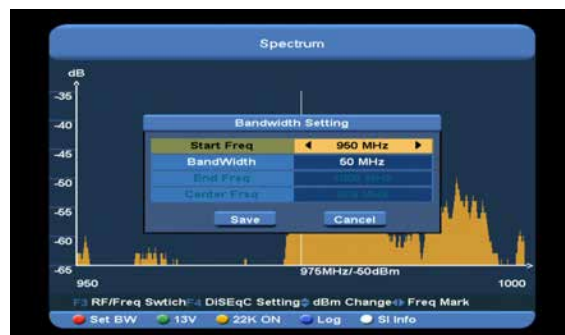 Spectrum
dB
-35
-40
Bandwidth Setting
Start Freq 950 MHz
-45
BandWidth 50 MHz
End Freq
-50
Center Freq
-55
Save Cancel
-60
-65
975MHz/-50dBm
950 1000
F3 RF/Freq Swtich F4 DiSEqC Setting dBm Change Freq Mark
Set BW 13V 22K ON Log SI Info